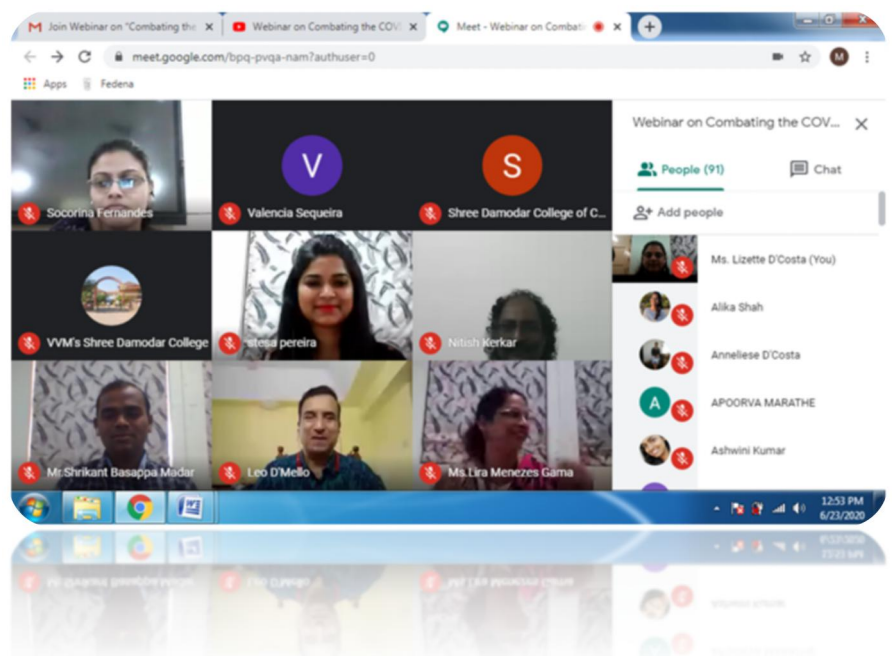 Join Webinar on "Combating the
Webinar on Combating the COV
Meet - Webinar on Combati
meet.google.com/bpq-pvqa-nam?authuser=0
M
Apps
Fedena
Socorina Fernandes
V
Valencia Sequeira
S
Shree Damodar College of C...
VVM's Shree Damodar College
stesa pereira
Nitish Kerkar
Mr.Shrikant Basappa Madar
Leo D'Mello
Ms.Lira Menezes Gama
Webinar on Combating the COV...
People (91)
Chat
Add people
Ms. Lizette D'Costa (You)
Alika Shah
Anneliese D'Costa
A
APOORVA MARATHE
Ashwini Kumar
12:53 PM
6/23/2020